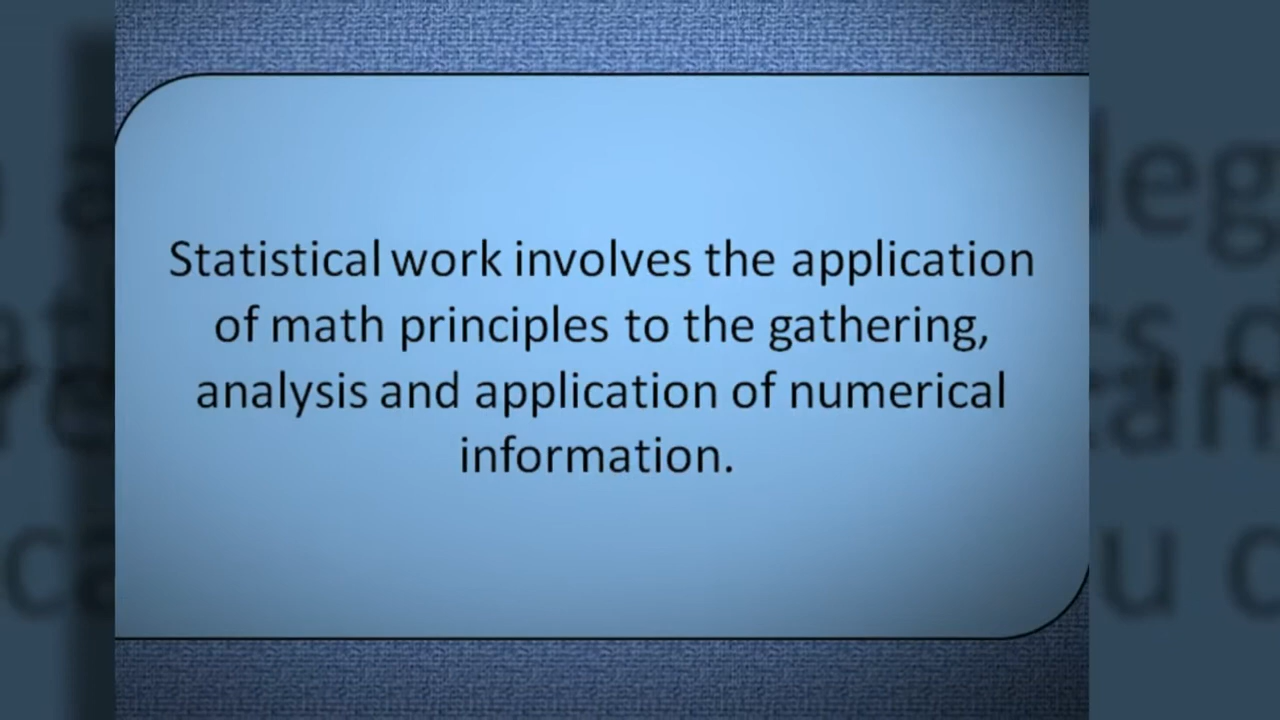 Statistical work involves the application
of math principles to the gathering,
analysis and application of numerical
information.